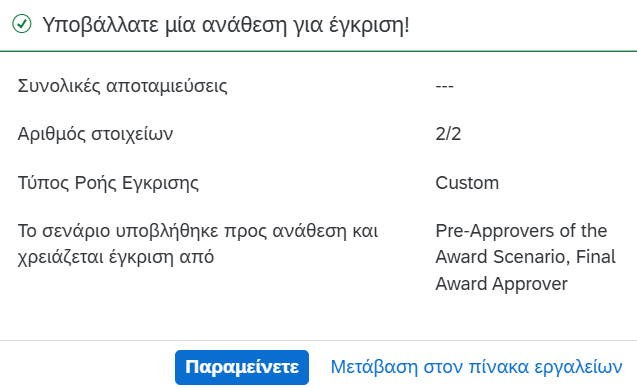 Υποβάλλατε μία ανάθεση για έγκριση!
Συνολικές αποταμιεύσεις ---
Αριθμός στοιχείων 2/2
Τύπος Ροής Εγκρισης Custom
Το σενάριο υποβλήθηκε προς ανάθεση και χρειάζεται έγκριση από
Pre-Approvers of the
Award Scenario, Final
Award Approver
Παραμείνετε Μετάβαση στον πίνακα εργαλείων